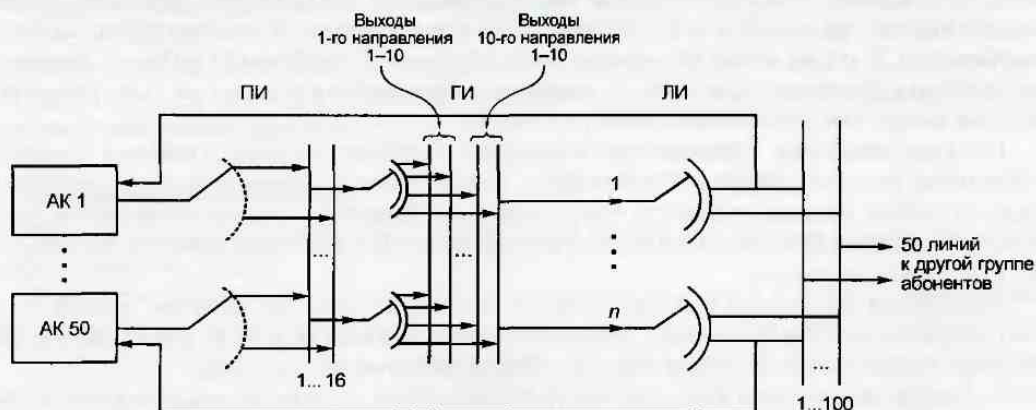 Выходы
1-го направления
1–10
Выходы
10-го направления
1–10
ПИ
ГИ
ЛИ
АК 1
1
50 линий
к другой группе
абонентов
...
...
АК 50
n
1... 16
...
1...100